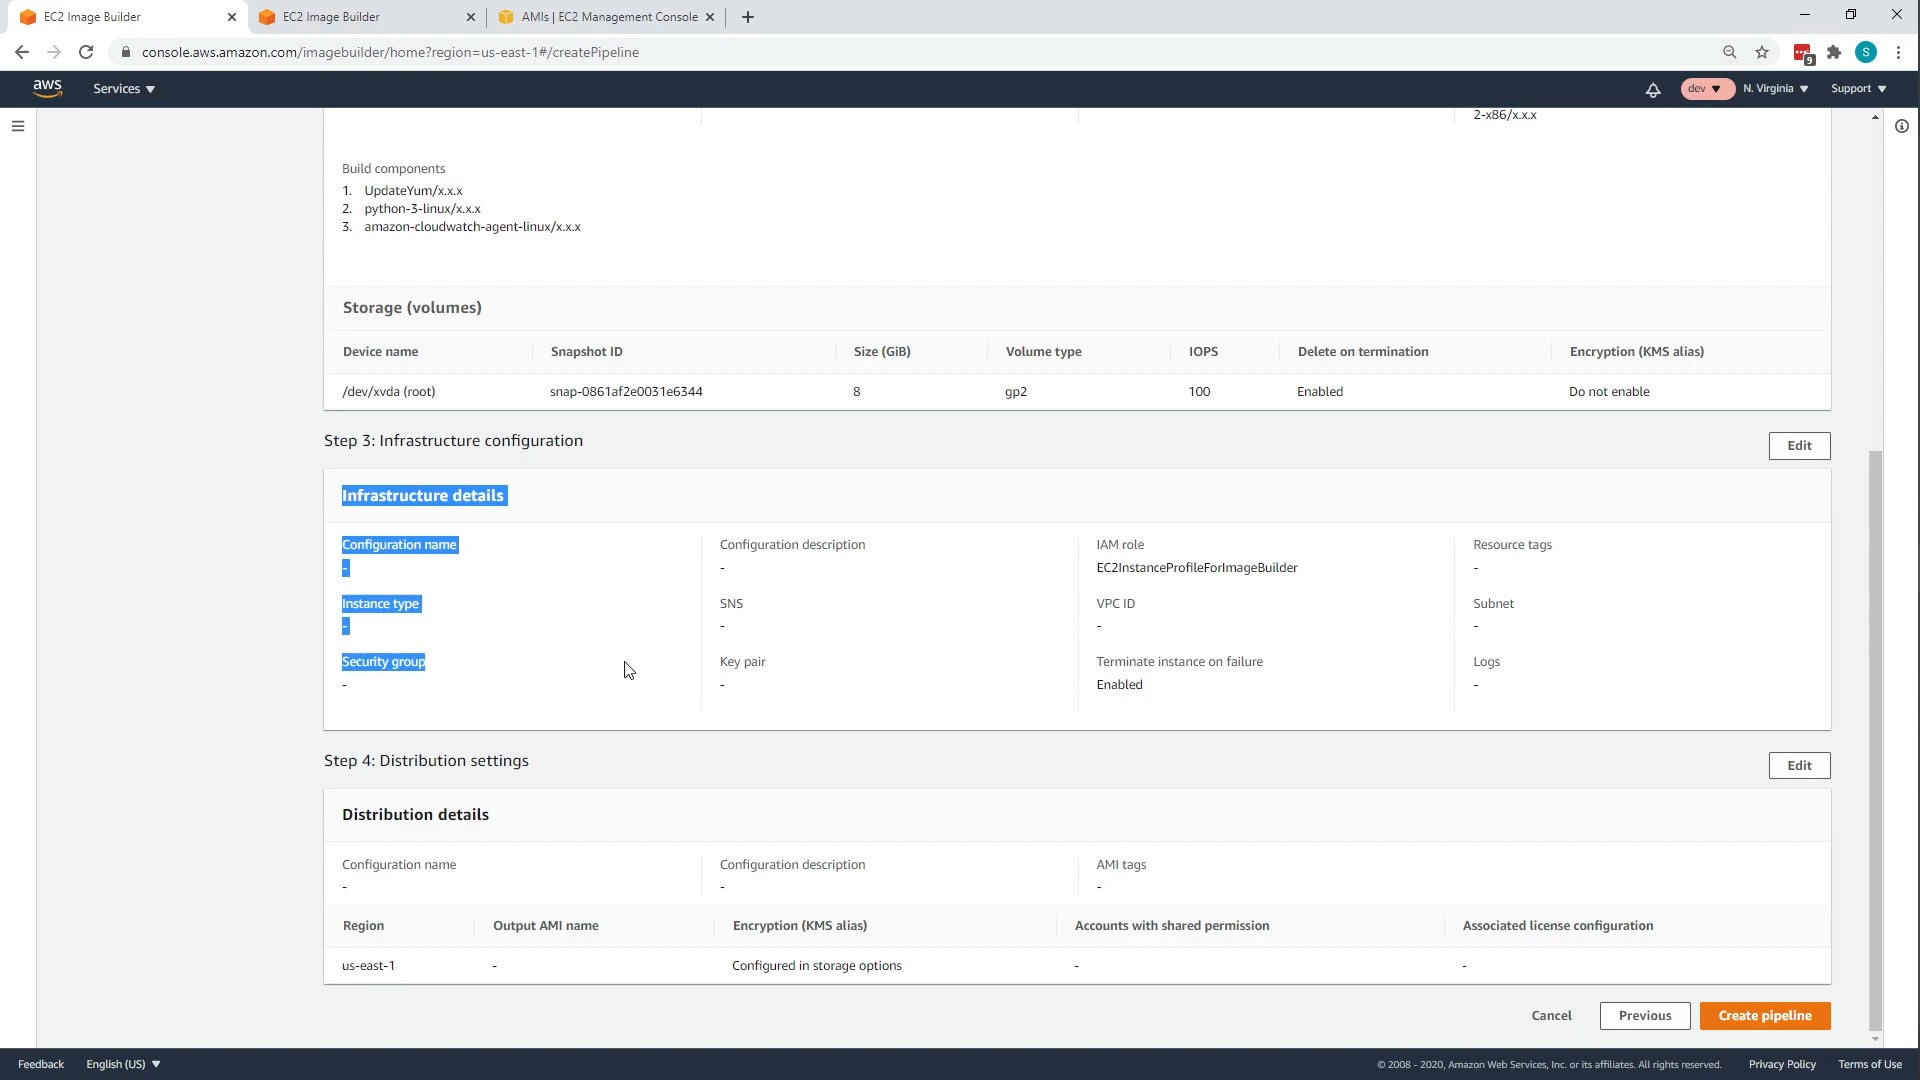 EC2 Image Builder
EC2 Image Builder
AMIs | EC2 Management Console
console.aws.amazon.com/imagebuilder/home?region=us-east-1#/createPipeline
9
S
aws
Services
dev
N. Virginia
Support
2-x86/x.x.x
Build components
1. UpdateYum/x.x.x
2. python-3-linux/x.x.x
3. amazon-cloudwatch-agent-linux/x.x.x
Storage (volumes)
Device name Snapshot ID Size (GiB) Volume type IOPS Delete on termination Encryption (KMS alias)
/dev/xvda (root) snap-0861af2e0031e6344 8 gp2 100 Enabled Do not enable
Step 3: Infrastructure configuration
Edit
Infrastructure details
Configuration name Configuration description IAM role Resource tags
- - EC2InstanceProfileForImageBuilder -
Instance type SNS VPC ID Subnet
- - - -
Security group Key pair Terminate instance on failure Logs
- - Enabled -
Step 4: Distribution settings
Edit
Distribution details
Configuration name Configuration description AMI tags
- - -
Region Output AMI name Encryption (KMS alias) Accounts with shared permission Associated license configuration
us-east-1 - Configured in storage options - -
Cancel Previous Create pipeline
Feedback English (US) © 2008 - 2020, Amazon Web Services, Inc. or its affiliates. All rights reserved. Privacy Policy Terms of Use